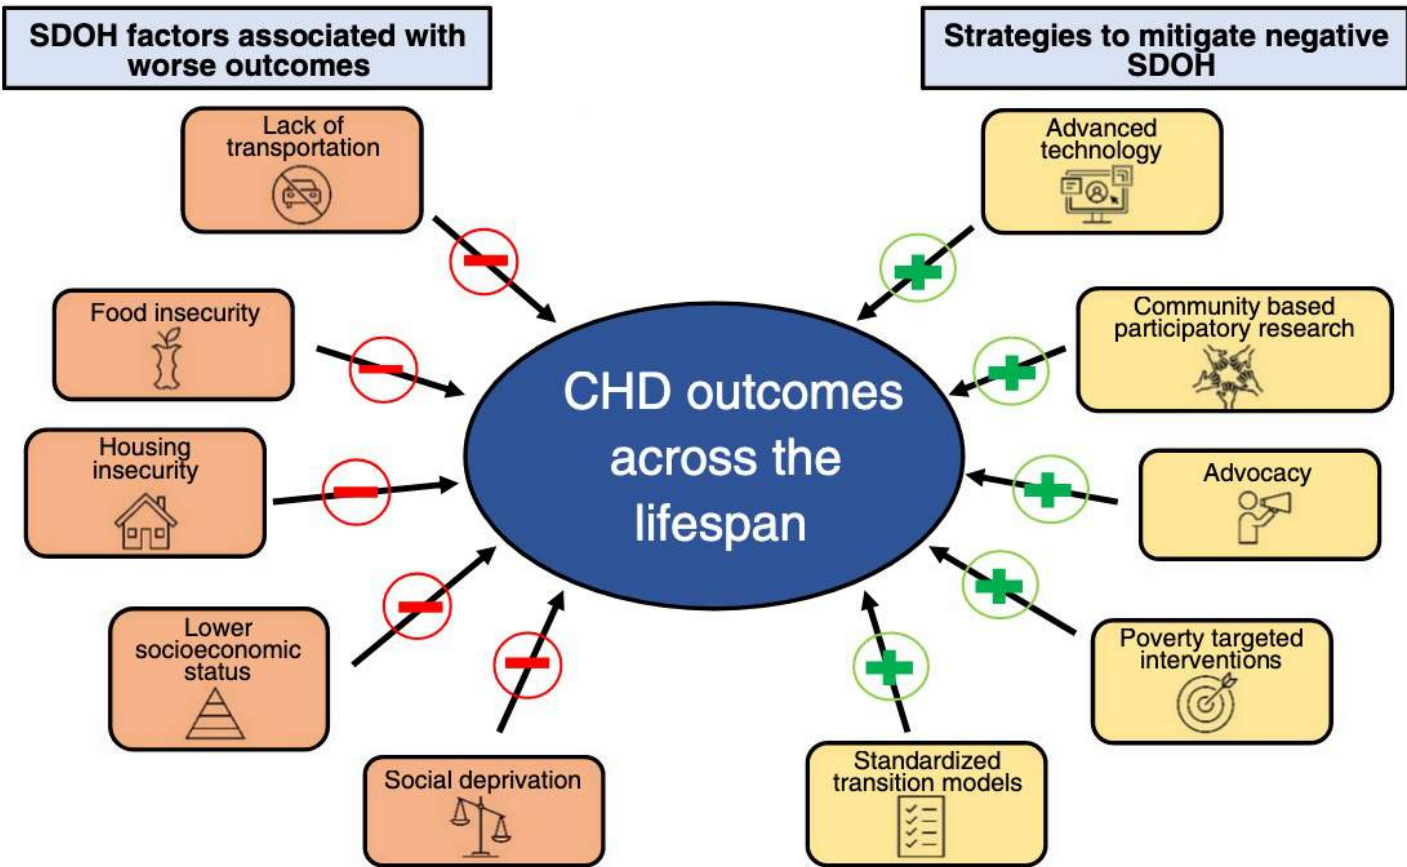 SDOH factors associated with
worse outcomes
Strategies to mitigate negative
SDOH
Lack of
transportation
Food insecurity
Housing
insecurity
Lower
socioeconomic
status
Social deprivation
CHD outcomes
across the
lifespan
Advanced
technology
Community based
participatory research
Advocacy
Poverty targeted
interventions
Standardized
transition models